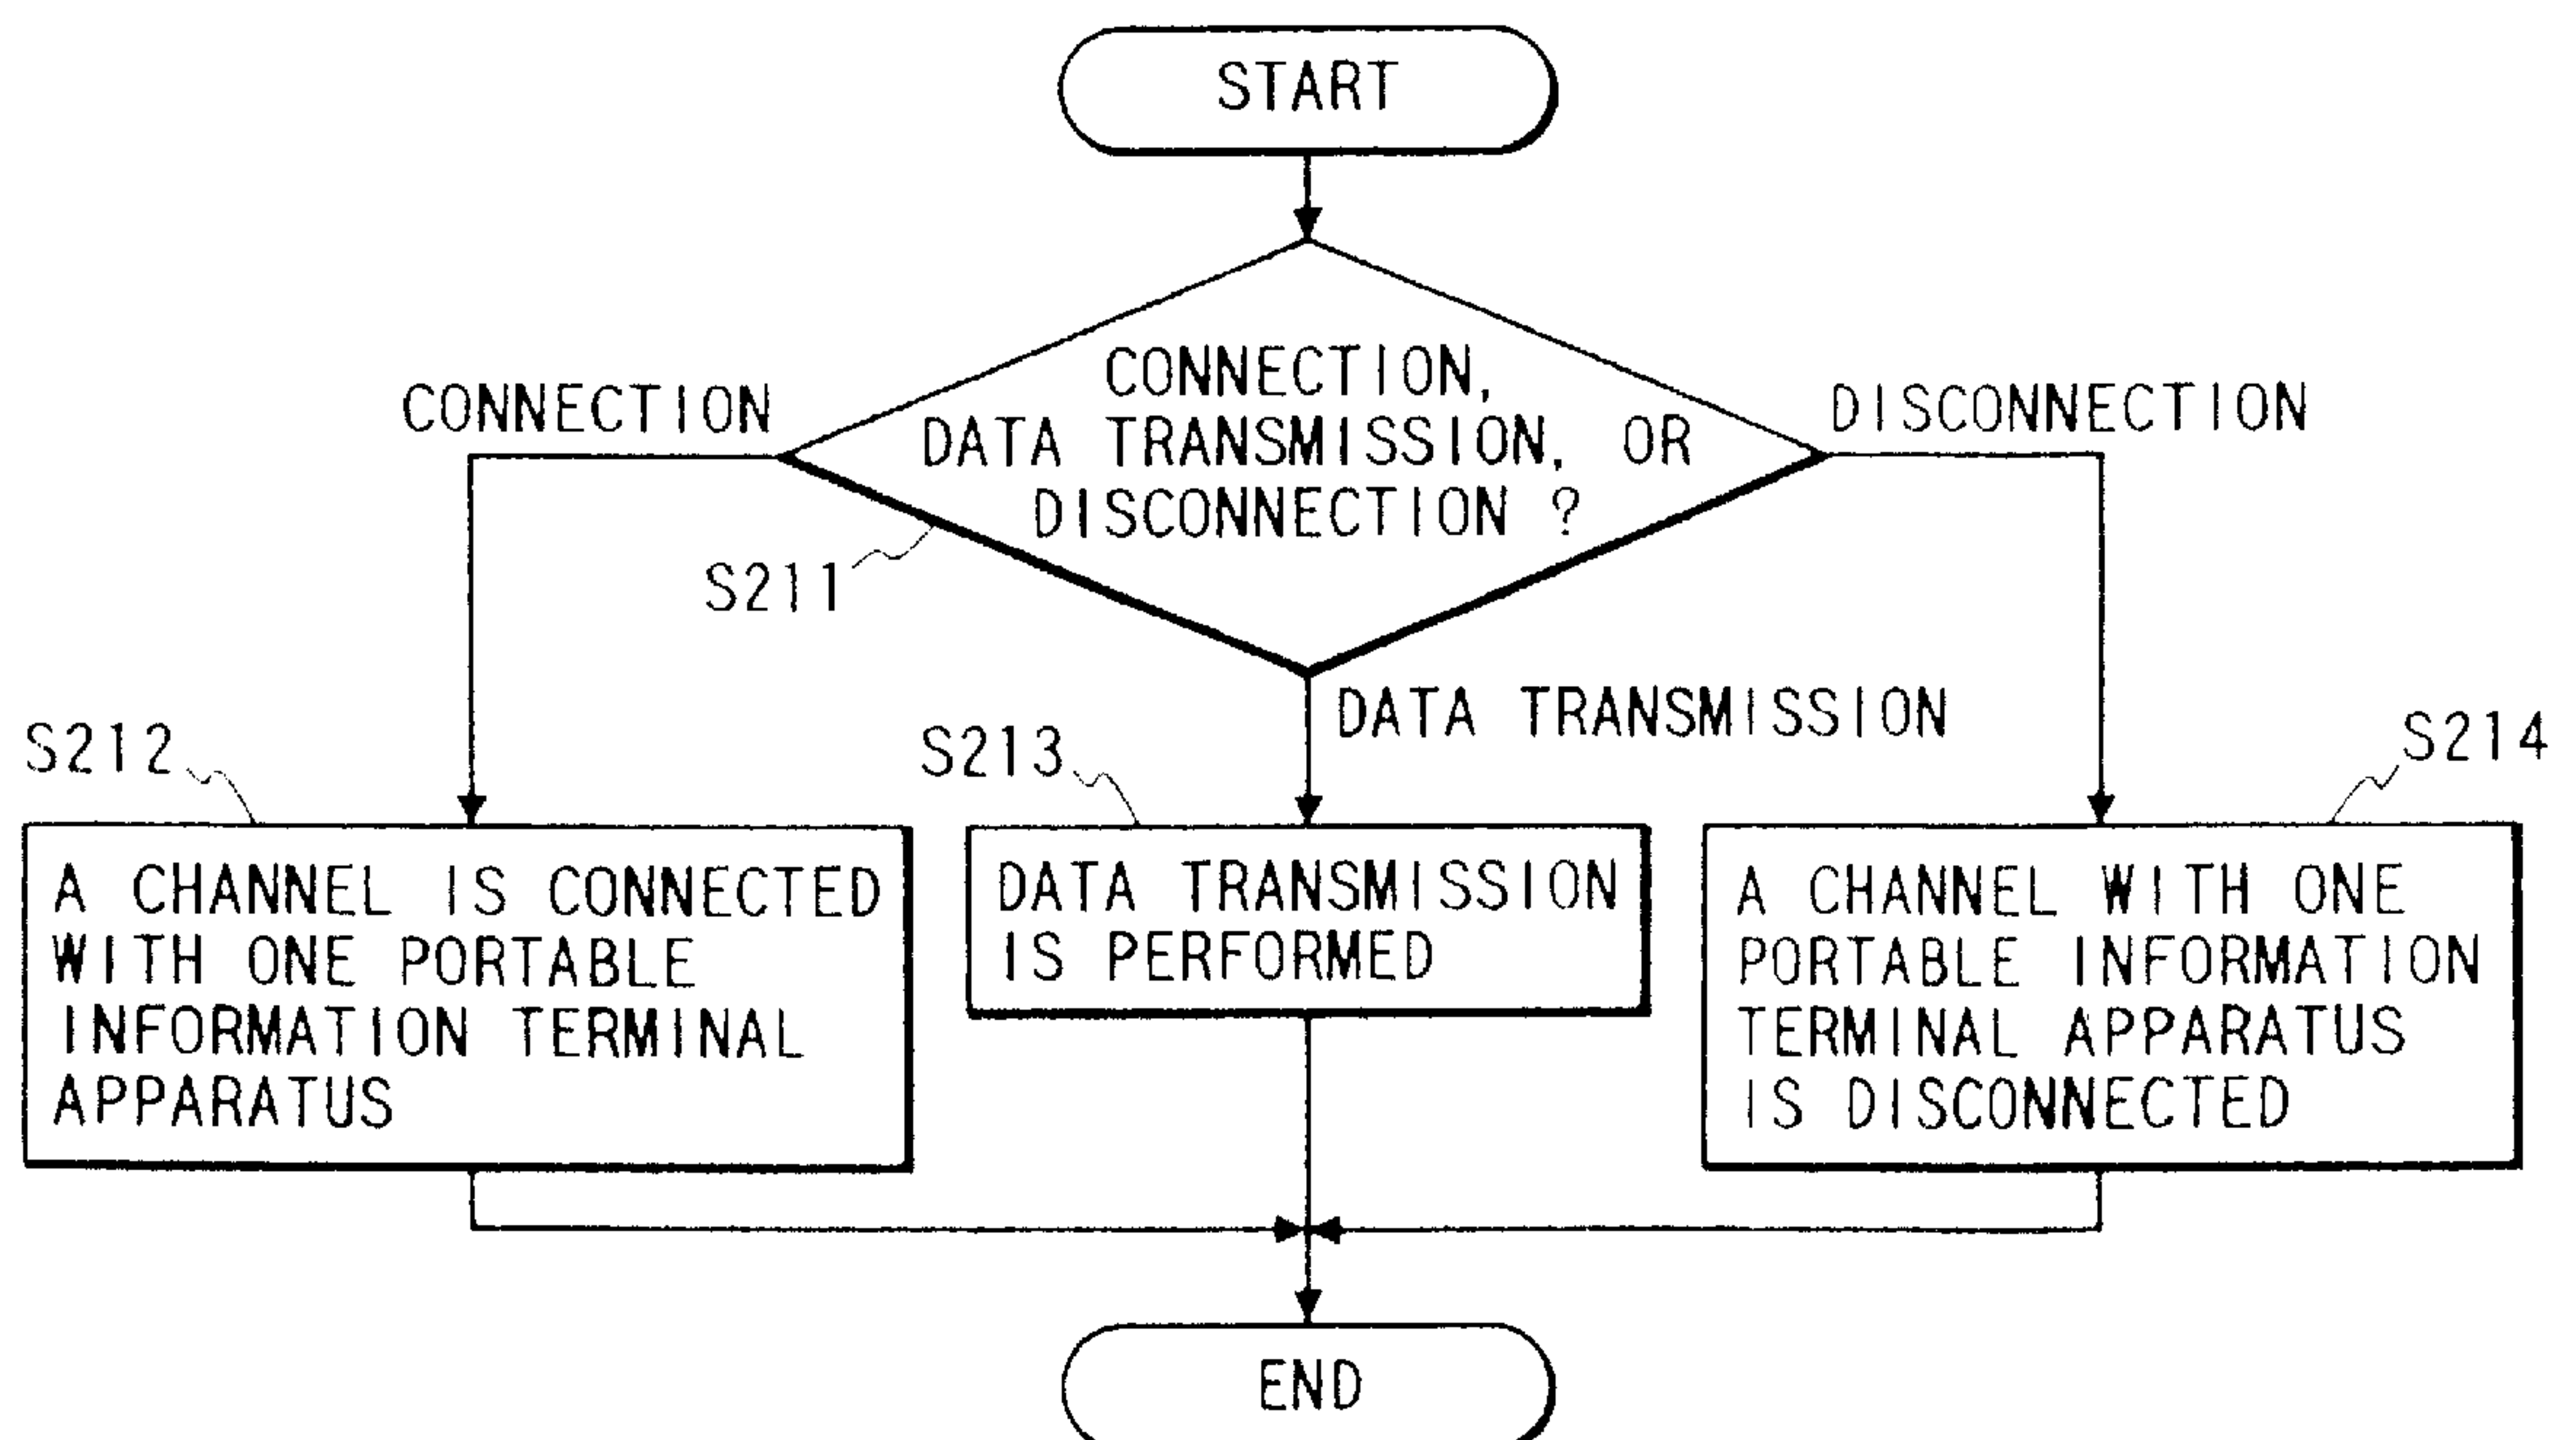 START
CONNECTION,
DATA TRANSMISSION, OR
DISCONNECTION ?
CONNECTION
DISCONNECTION
S211
DATA TRANSMISSION
S212
A CHANNEL IS CONNECTED
WITH ONE PORTABLE
INFORMATION TERMINAL
APPARATUS
S213
DATA TRANSMISSION
IS PERFORMED
S214
A CHANNEL WITH ONE
PORTABLE INFORMATION
TERMINAL APPARATUS
IS DISCONNECTED
END